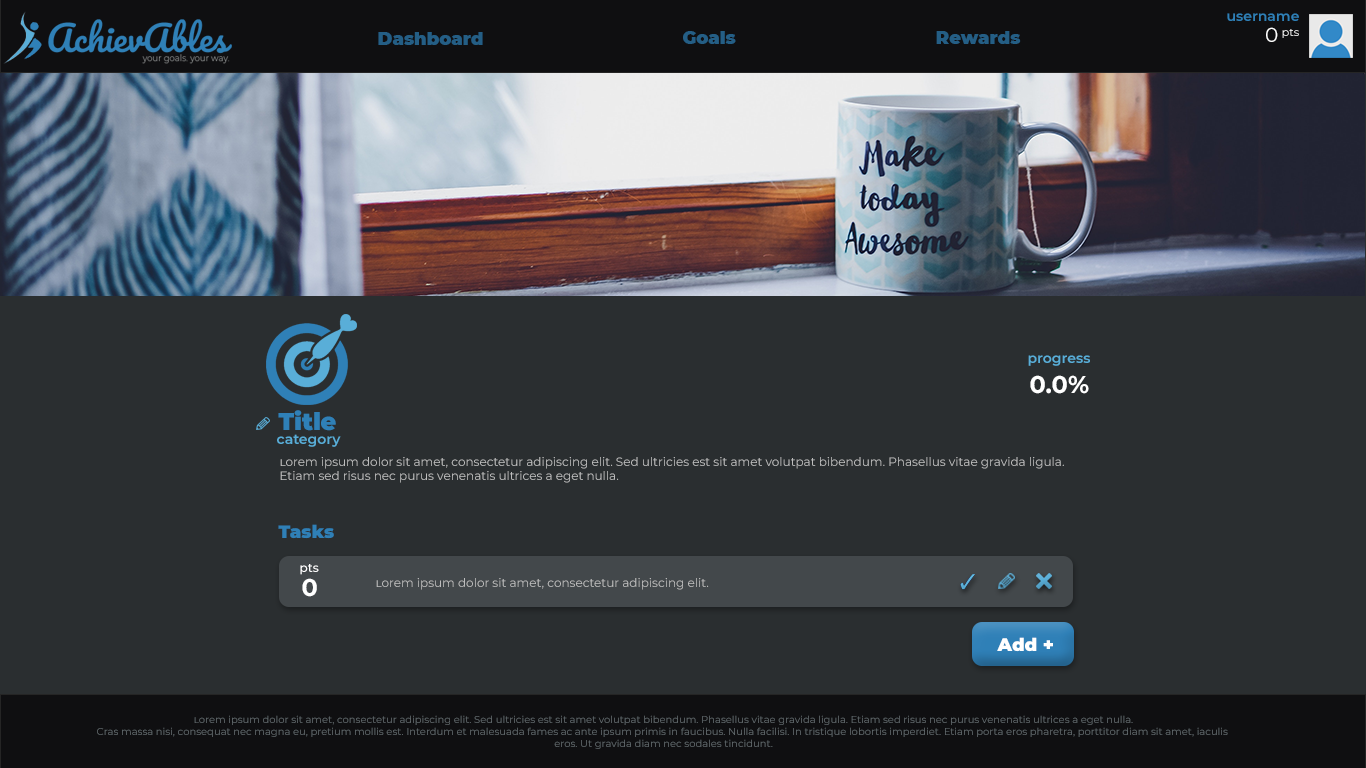 AchievAbles
your goals. your way.
Dashboard
Goals
Rewards
username
0 pts
Make
today
Awesome
progress
0.0%
Title
category
Lorem ipsum dolor sit amet, consectetur adipiscing elit. Sed ultricies est sit amet volutpat bibendum. Phasellus vitae gravida ligula.
Etiam sed risus nec purus venenatis ultrices a eget nulla.
Tasks
pts
0
Lorem ipsum dolor sit amet, consectetur adipiscing elit.
Add +
Lorem ipsum dolor sit amet, consectetur adipiscing elit. Sed ultricies est sit amet volutpat bibendum. Phasellus vitae gravida ligula. Etiam sed risus nec purus venenatis ultrices a eget nulla.
Cras massa nisi, consequat nec magna eu, pretium mollis est. Interdum et malesuada fames ac ante ipsum primis in faucibus. Nulla facilisi. In tristique lobortis imperdiet. Etiam porta eros pharetra, porttitor diam sit amet, iaculis
eros. Ut gravida diam nec sodales tincidunt.